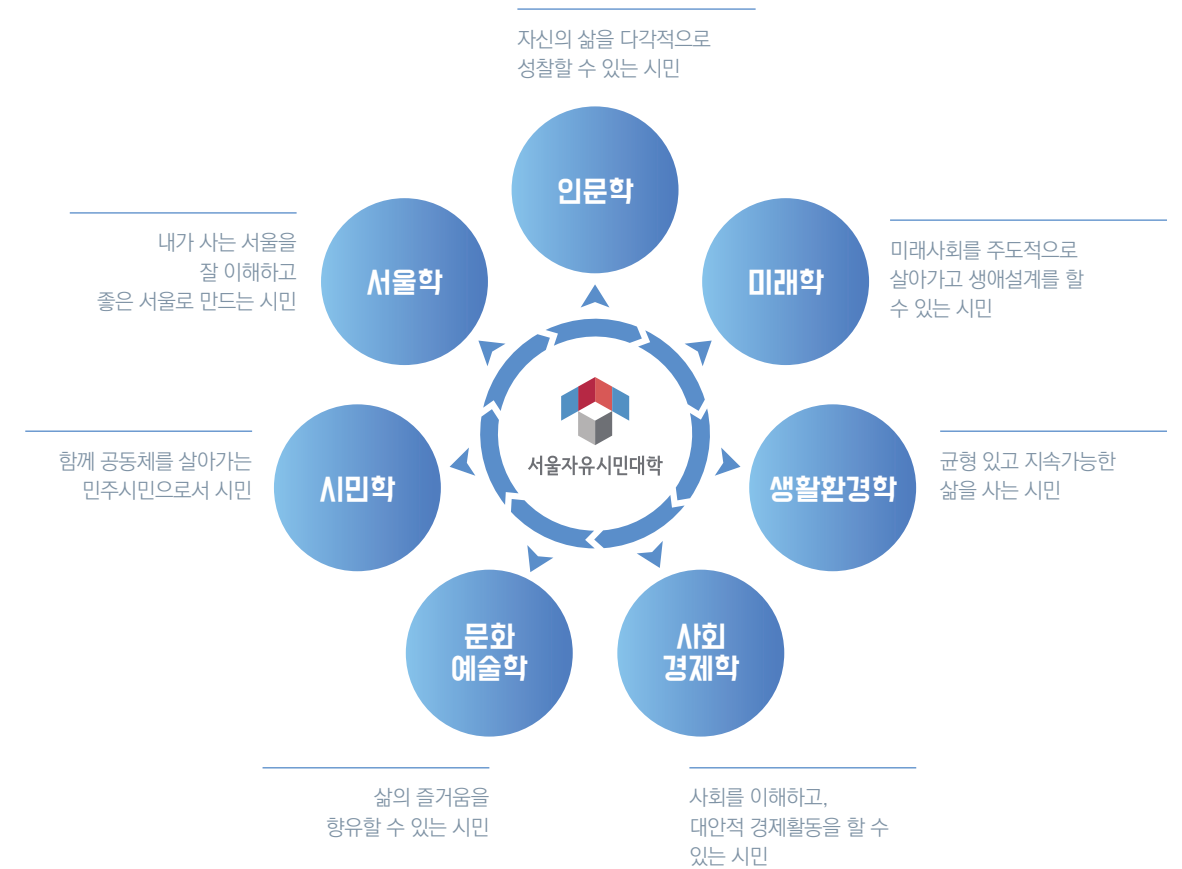 자신의 삶을 다각적으로
성찰할 수 있는 시민
인문학
내가 사는 서울을
잘 이해하고
좋은 서울로 만드는 시민
서울학
미래학
미래사회를 주도적으로
살아가고 생애설계를 할
수 있는 시민
서울자유시민대학
함께 공동체를 살아가는
민주시민으로서 시민
시민학
생활환경학
균형 있고 지속가능한
삶을 사는 시민
문화
예술학
사회
경제학
삶의 즐거움을
향유할 수 있는 시민
사회를 이해하고,
대안적 경제활동을 할 수
있는 시민